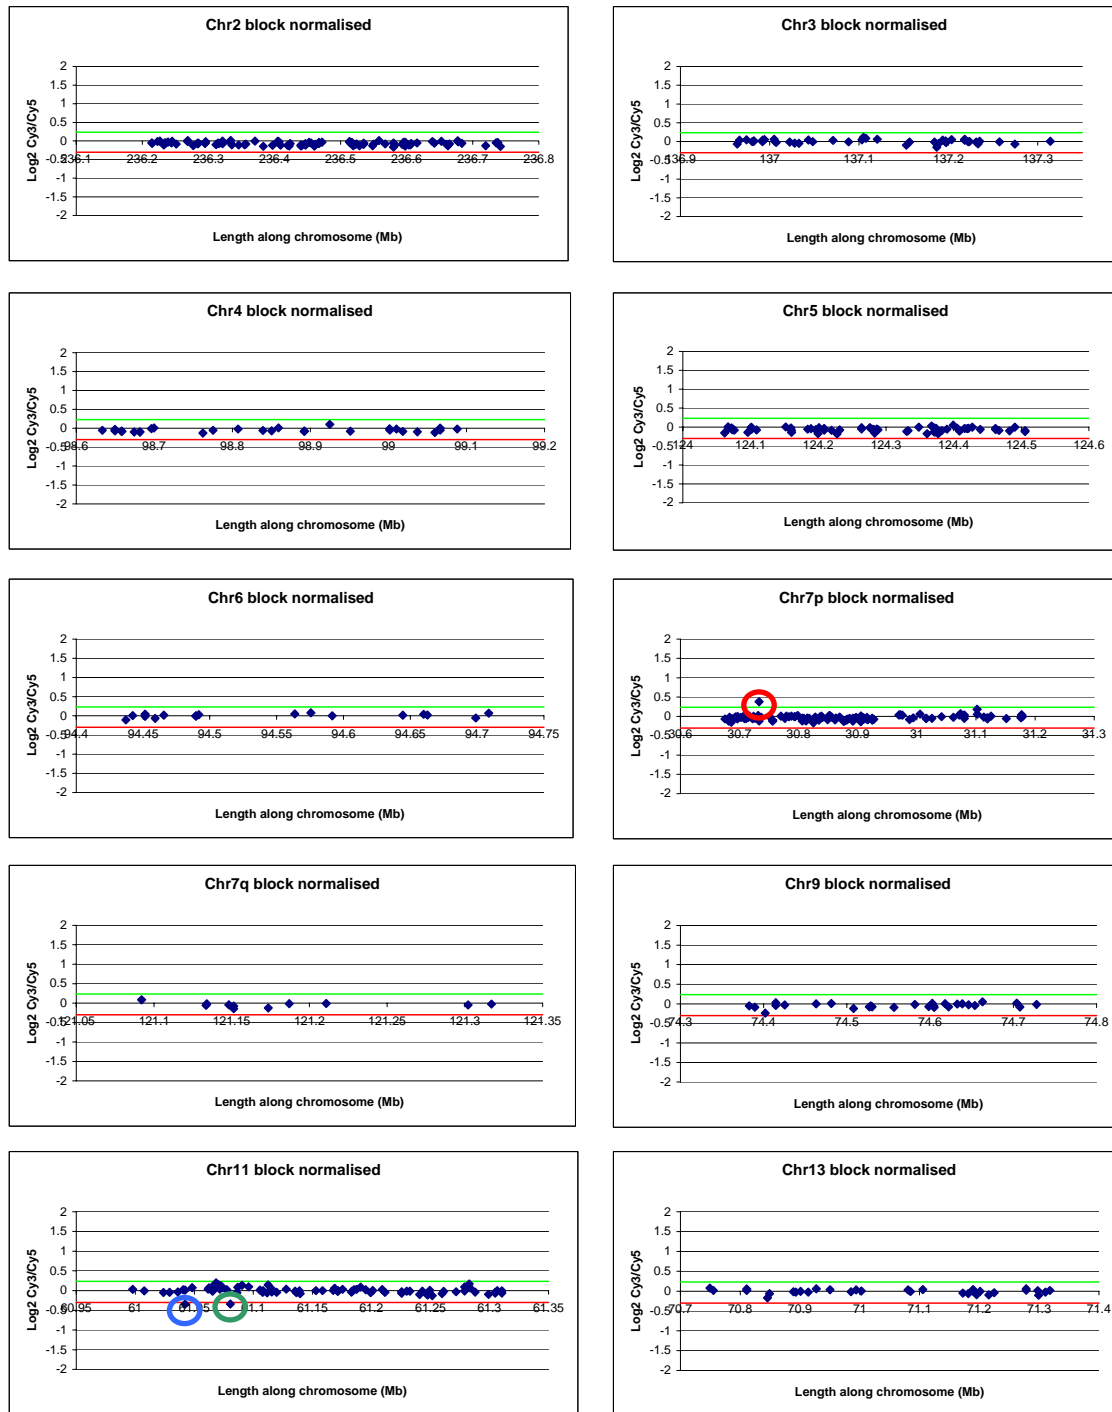 Chr2 block normalised
2
1.5
1
0.5
0
-0.5
-1
-1.5
-2
236.1 236.2 236.3 236.4 236.5 236.6 236.7 236.8
Log2 Cy3/Cy5
Length along chromosome (Mb)
Chr3 block normalised
2
1.5
1
0.5
0
-0.5
-1
-1.5
-2
136.9 137 137.1 137.2 137.3
Log2 Cy3/Cy5
Length along chromosome (Mb)
Chr4 block normalised
2
1.5
1
0.5
0
-0.5
-1
-1.5
-2
98.6 98.7 98.8 98.9 99 99.1 99.2
Log2 Cy3/Cy5
Length along chromosome (Mb)
Chr5 block normalised
2
1.5
1
0.5
0
-0.5
-1
-1.5
-2
124 124.1 124.2 124.3 124.4 124.5 124.6
Log2 Cy3/Cy5
Length along chromosome (Mb)
Chr6 block normalised
2
1.5
1
0.5
0
-0.5
-1
-1.5
-2
94.4 94.45 94.5 94.55 94.6 94.65 94.7 94.75
Log2 Cy3/Cy5
Length along chromosome (Mb)
Chr7p block normalised
2
1.5
1
0.5
0
-0.5
-1
-1.5
-2
30.6 30.7 30.8 30.9 31 31.1 31.2 31.3
Log2 Cy3/Cy5
Length along chromosome (Mb)
Chr7q block normalised
2
1.5
1
0.5
0
-0.5
-1
-1.5
-2
121.05 121.1 121.15 121.2 121.25 121.3 121.35
Log2 Cy3/Cy5
Length along chromosome (Mb)
Chr9 block normalised
2
1.5
1
0.5
0
-0.5
-1
-1.5
-2
74.3 74.4 74.5 74.6 74.7 74.8
Log2 Cy3/Cy5
Length along chromosome (Mb)
Chr11 block normalised
2
1.5
1
0.5
0
-0.5
-1
-1.5
-2
60.95 61 61.05 61.1 61.15 61.2 61.25 61.3 61.35
Log2 Cy3/Cy5
Length along chromosome (Mb)
Chr13 block normalised
2
1.5
1
0.5
0
-0.5
-1
-1.5
-2
70.7 70.8 70.9 71 71.1 71.2 71.3 71.4
Log2 Cy3/Cy5
Length along chromosome (Mb)